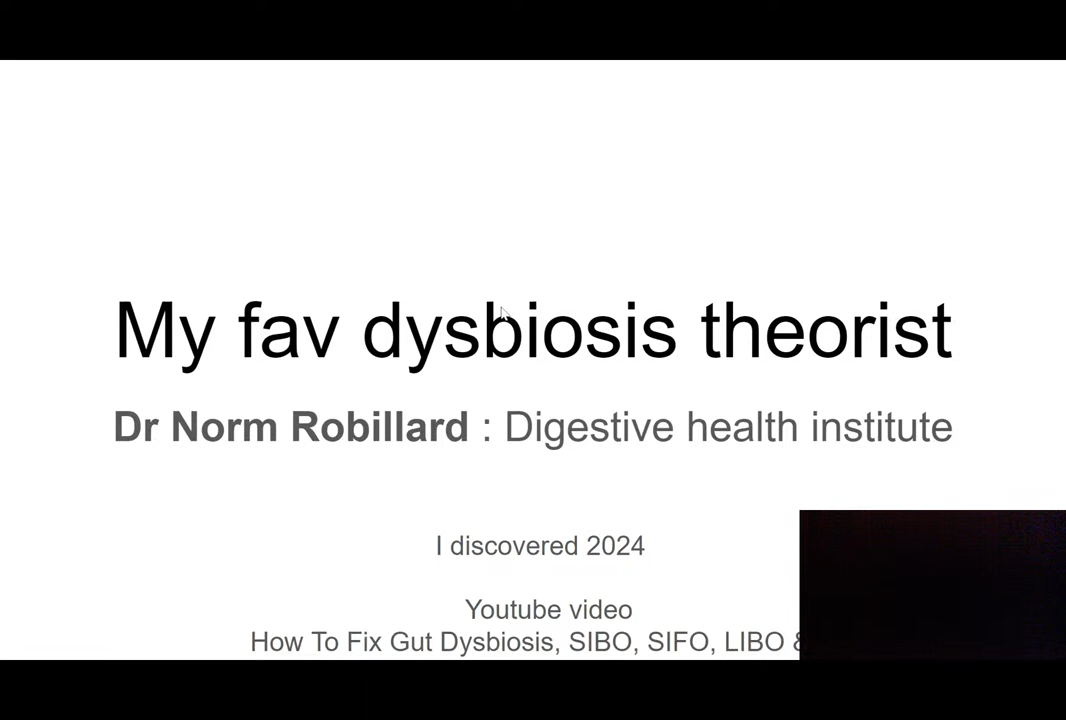 My fav dysbiosis theorist
Dr Norm Robillard : Digestive health institute
I discovered 2024
Youtube video
How To Fix Gut Dysbiosis, SIBO, SIFO, LIBO &